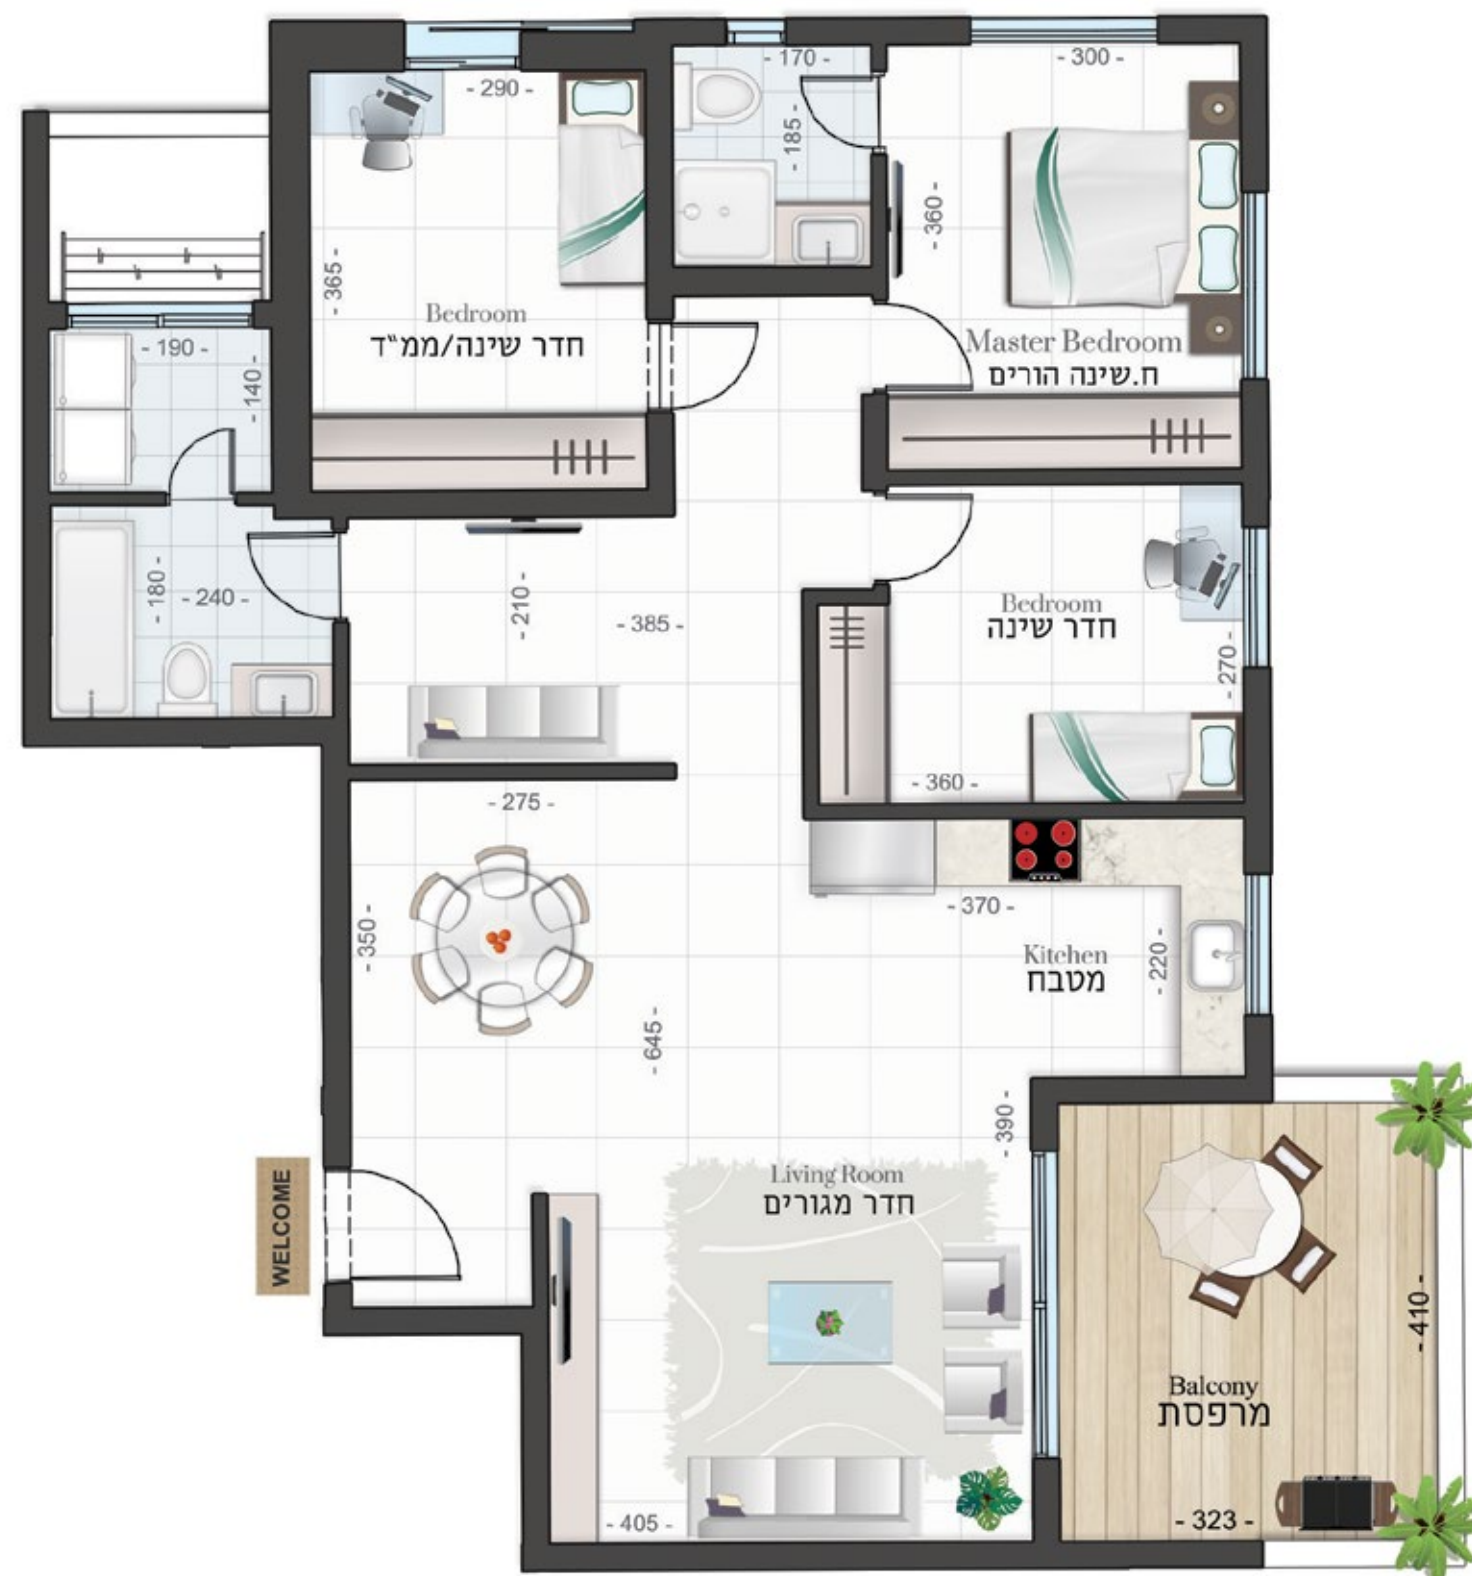 - 170 -
- 300 -
- 290 -
- 185 -
- 360 -
- 365 -
Bedroom
חדר שינה/ממ"ד
Master Bedroom
ח.שינה הורים
- 190 -
- 140 -
- 180 -
- 240 -
- 210 -
- 385 -
Bedroom
חדר שינה
- 270 -
- 360 -
- 275 -
- 350 -
- 370 -
Kitchen
מטבח
- 220 -
- 645 -
- 390 -
Living Room
חדר מגורים
WELCOME
- 410 -
Balcony
מרפסת
- 405 -
- 323 -